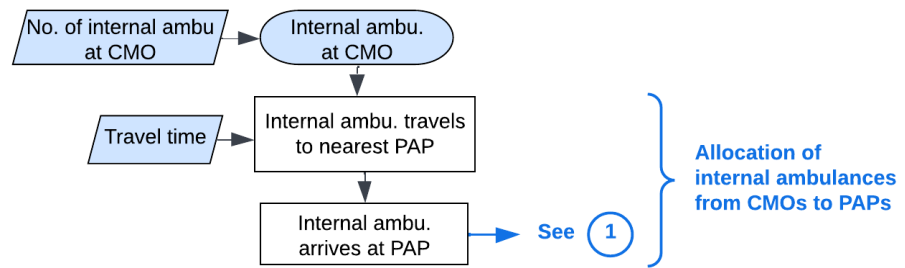 No. of internal ambu
at CMO
Internal ambu.
at CMO
Travel time
Internal ambu. travels
to nearest PAP
Internal ambu.
arrives at PAP
See
1
Allocation of
internal ambulances
from CMOs to PAPs